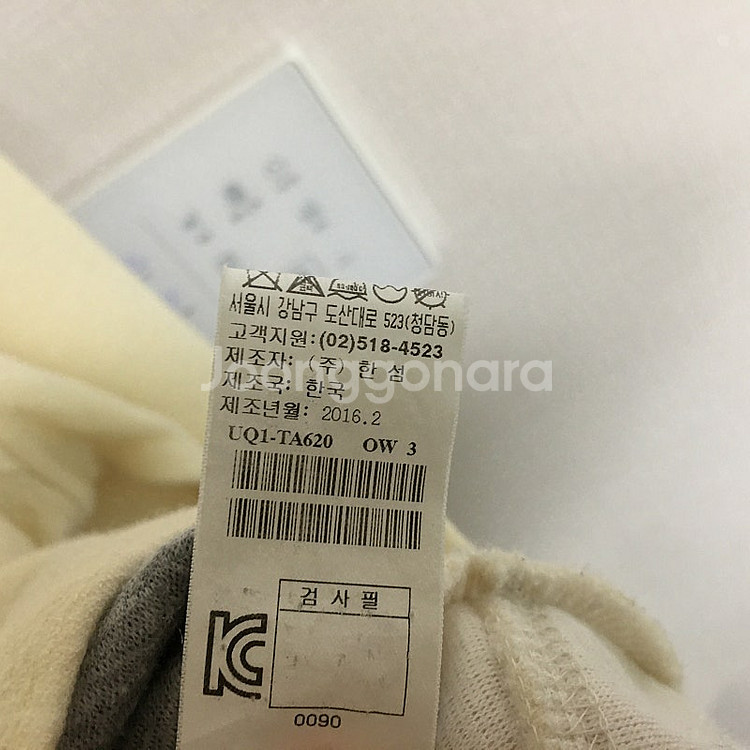 서울시 강남구 도산대로 523(청담동)
고객지원:(02)518-4523
제조자: (주) 한 섬
제조국: 한국
제조년월: 2016.2
UQ1-TA620 OW 3
검 사 필
KC
0090
Joonggonara